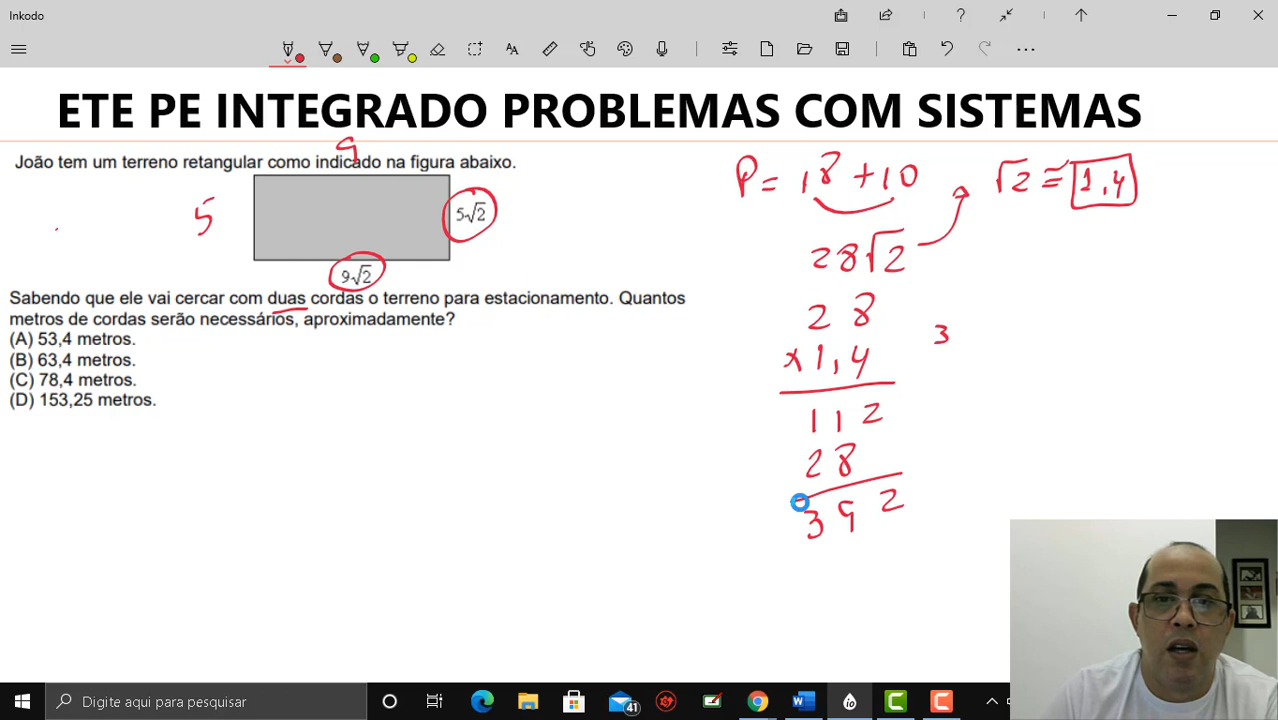 Inkodo
ETE PE INTEGRADO PROBLEMAS COM SISTEMAS
João tem um terreno retangular como indicado na figura abaixo.
9
5
5√2
9√2
Sabendo que ele vai cercar com duas cordas o terreno para estacionamento. Quantos
metros de cordas serão necessários, aproximadamente?
(A) 53,4 metros.
(B) 63,4 metros.
(C) 78,4 metros.
(D) 153,25 metros.
P = 18 + 10
√2 ≅ 1,4
28√2
28
x 1,4
3
112
28
392
Digite aqui para pesquisar
41